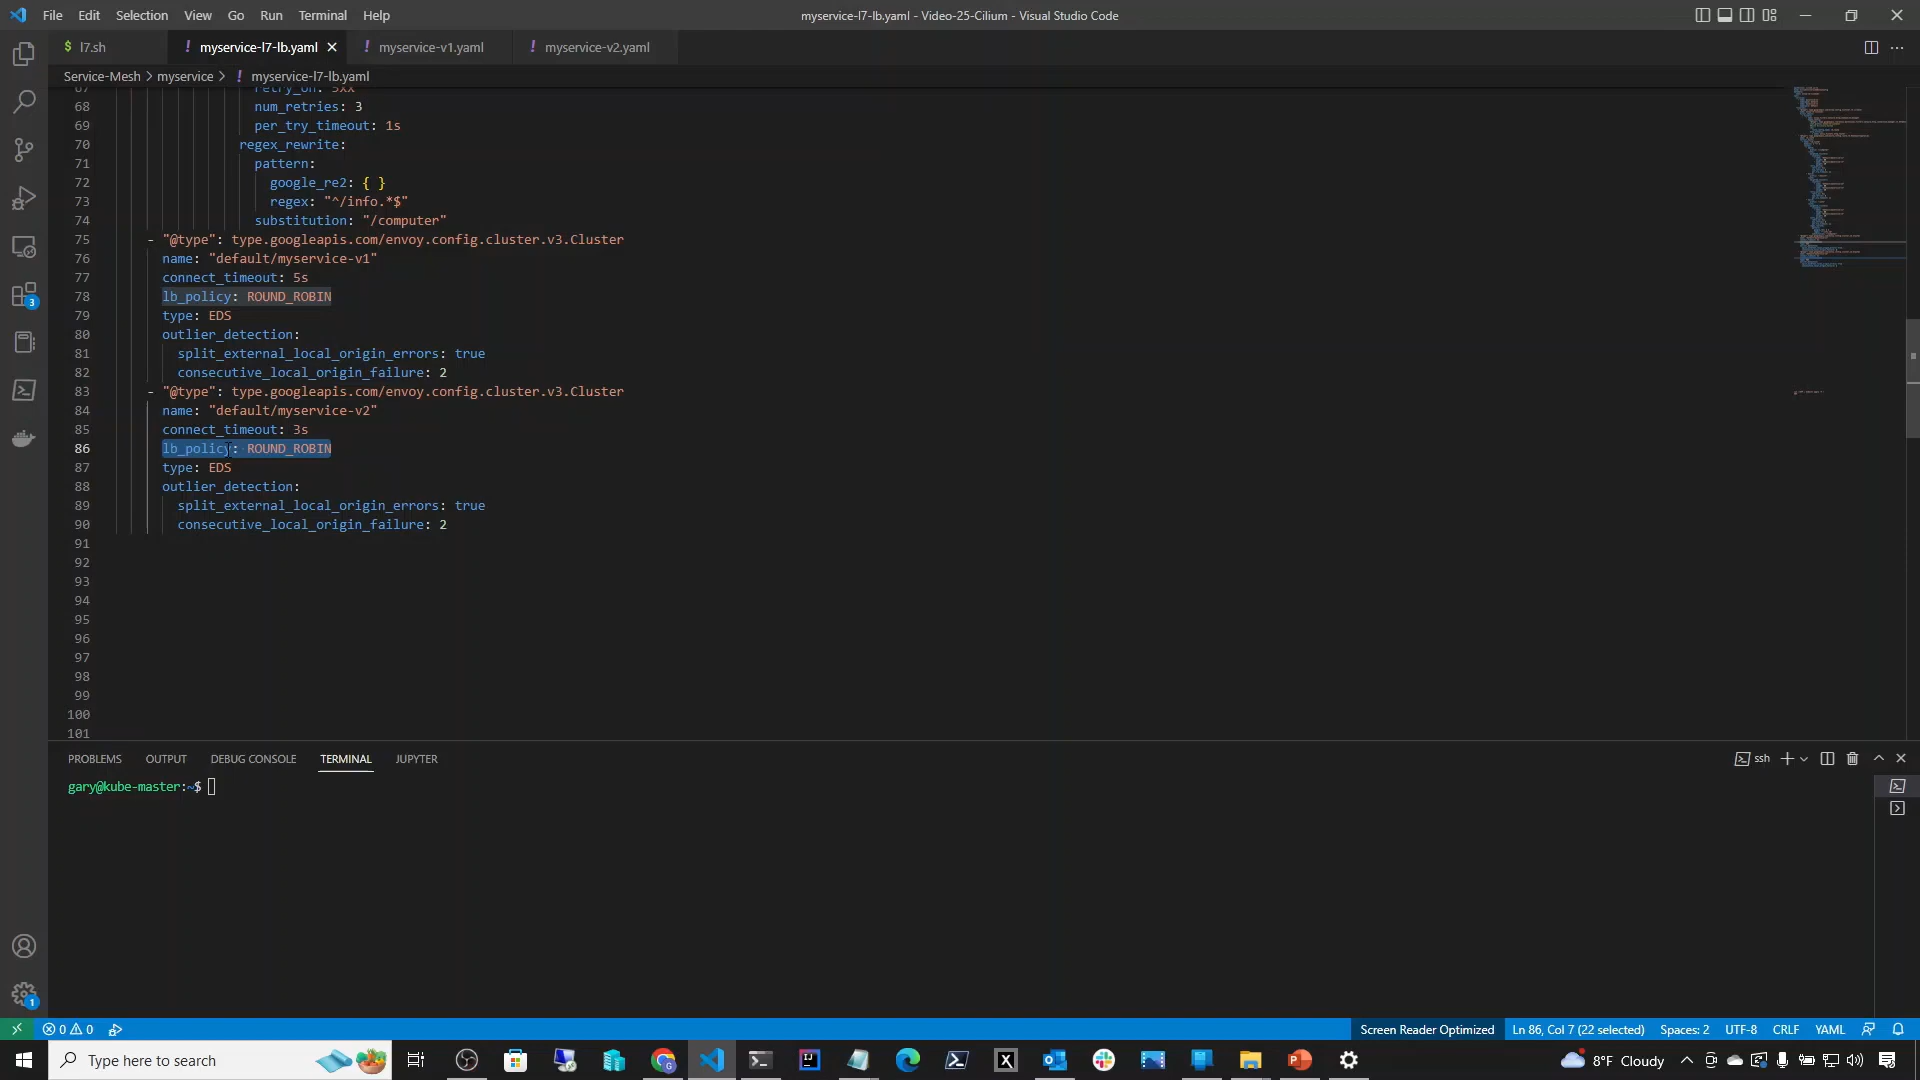 File Edit Selection View Go Run Terminal Help
myservice-l7-lb.yaml - Video-25-Cilium - Visual Studio Code
$ l7.sh
! myservice-l7-lb.yaml
! myservice-v1.yaml
! myservice-v2.yaml
Service-Mesh > myservice > ! myservice-l7-lb.yaml
67 retry_on: 5xx
68 num_retries: 3
69 per_try_timeout: 1s
70 regex_rewrite:
71 pattern:
72 google_re2: { }
73 regex: "^/info.*$"
74 substitution: "/computer"
75 - "@type": type.googleapis.com/envoy.config.cluster.v3.Cluster
76 name: "default/myservice-v1"
77 connect_timeout: 5s
78 lb_policy: ROUND_ROBIN
79 type: EDS
80 outlier_detection:
81 split_external_local_origin_errors: true
82 consecutive_local_origin_failure: 2
83 - "@type": type.googleapis.com/envoy.config.cluster.v3.Cluster
84 name: "default/myservice-v2"
85 connect_timeout: 3s
86 lb_policy: ROUND_ROBIN
87 type: EDS
88 outlier_detection:
89 split_external_local_origin_errors: true
90 consecutive_local_origin_failure: 2
91
92
93
94
95
96
97
98
99
100
101
PROBLEMS OUTPUT DEBUG CONSOLE TERMINAL JUPYTER
ssh
gary@kube-master:~$
3
1
0 0
Screen Reader Optimized Ln 86, Col 7 (22 selected) Spaces: 2 UTF-8 CRLF YAML
Type here to search
8°F Cloudy